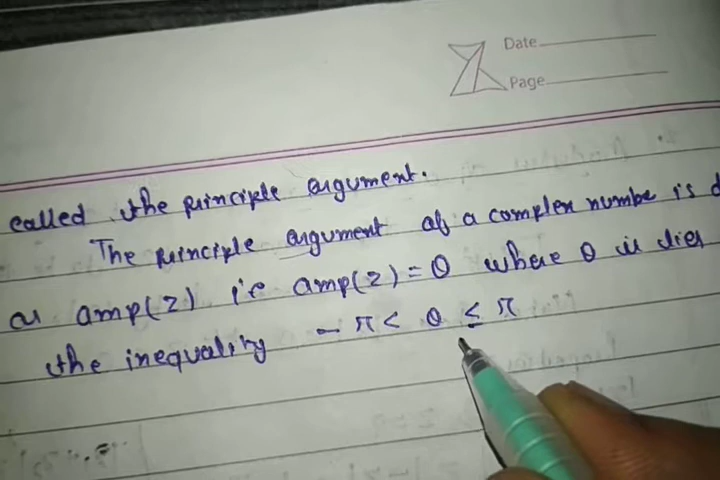 Date
Page
called the principle argument.
The principle argument of a complex number is d
as amp(z) i.e amp(z) = θ where θ is lies
the inequality - π < θ ≤ π